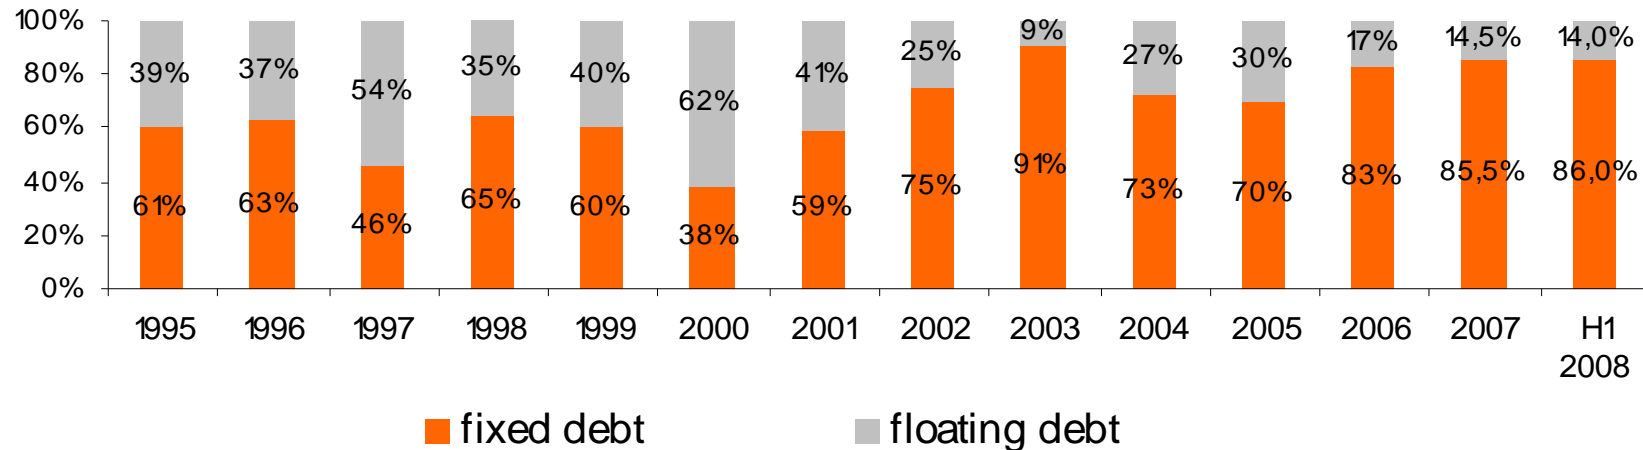 100%
80%
60%
40%
20%
0%
39% 37% 54% 35% 40% 62% 41% 25% 9% 27% 30% 17% 14,5% 14,0%
61% 63% 46% 65% 60% 38% 59% 75% 91% 73% 70% 83% 85,5% 86,0%
1995 1996 1997 1998 1999 2000 2001 2002 2003 2004 2005 2006 2007 H1
2008
fixed debt floating debt